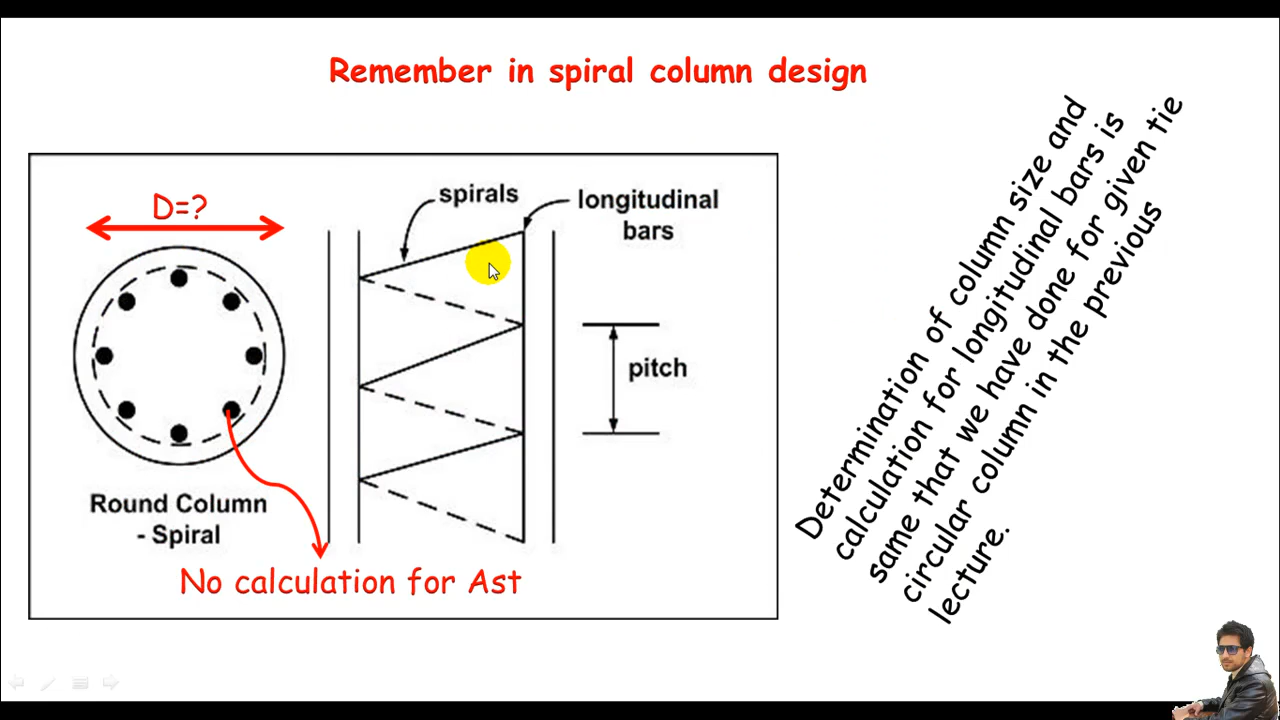 Remember in spiral column design
D=?
spirals
longitudinal
bars
pitch
Round Column
- Spiral
No calculation for Ast
Determination of column size and
calculation for longitudinal bars is
same that we have done for given tie
circular column in the previous
lecture.